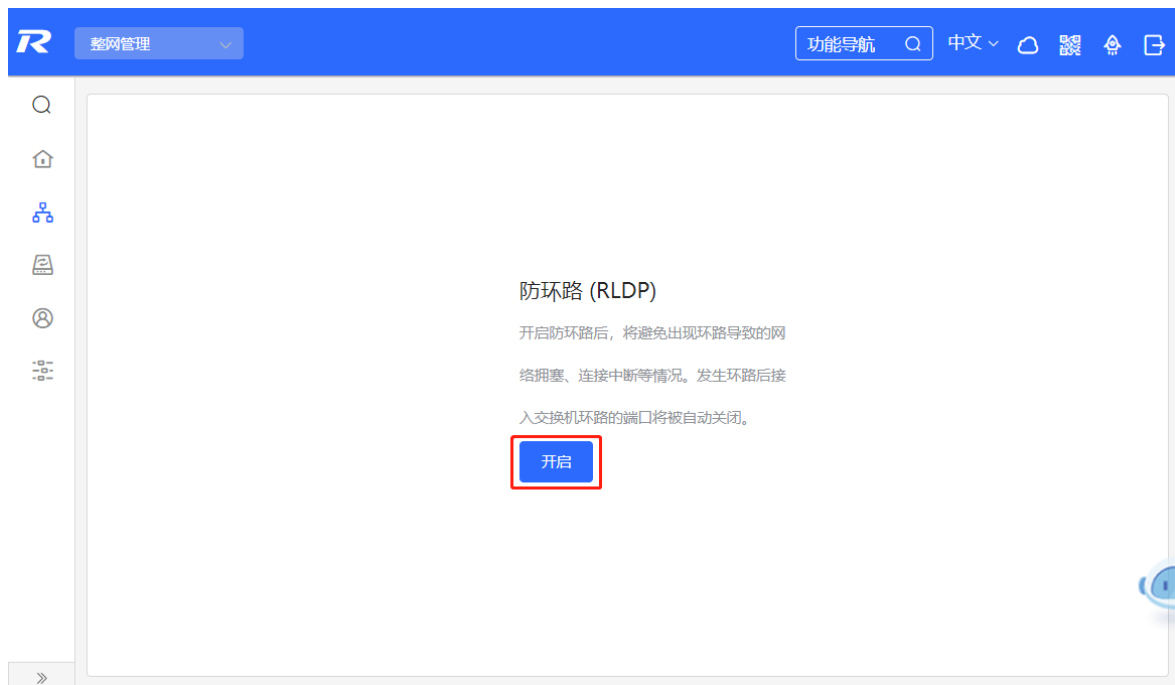 整网管理
功能导航
中文
防环路 (RLDP)
开启防环路后，将避免出现环路导致的网
络拥塞、连接中断等情况。发生环路后接
入交换机环路的端口将被自动关闭。
开启